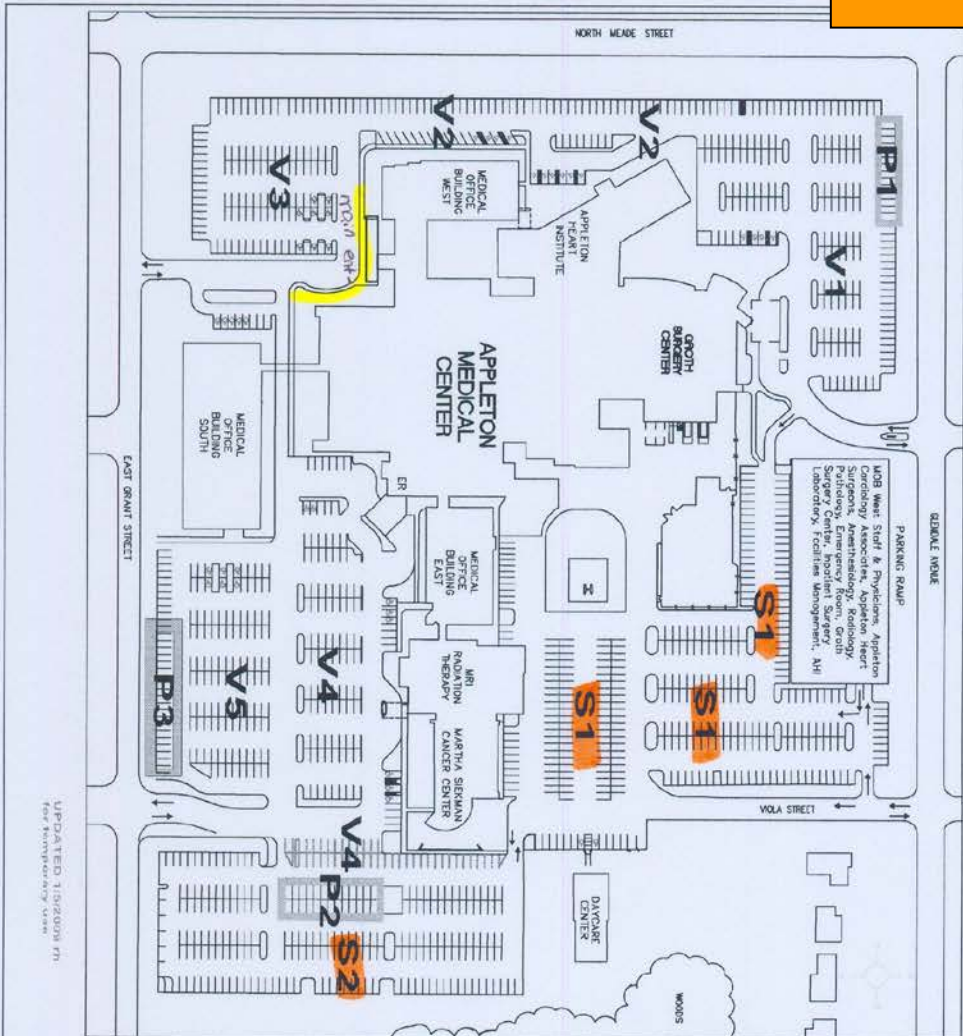 NORTH MEADE STREET
V2
V2
P1
V3
main ent.
MEDICAL
OFFICE
BUILDING
WEST
APPLETON
HEART
INSTITUTE
V1
GROTH
SURGERY
CENTER
APPLETON
MEDICAL
CENTER
MEDICAL
OFFICE
BUILDING
SOUTH
EAST GRANT STREET
ER
GLENDALE AVENUE
PARKING RAMP
MOB West Staff & Physicians, Appleton
Cardiology Associates, Appleton Heart
Surgeons, Anesthesiology, Radiology,
Pathology, Emergency Room, Groth
Surgery Center, Inpatient Surgery
Laboratory, Facilities Management, AHI
MEDICAL
OFFICE
BUILDING
EAST
H
S1
S1
S1
V4
V5
P3
MRI
RADIATION
THERAPY
MARTHA SIEKMAN
CANCER CENTER
VIOLA STREET
V4
P2
S2
DAYCARE
CENTER
WOODS
UPDATED 1/5/2009 rh
for temporary use